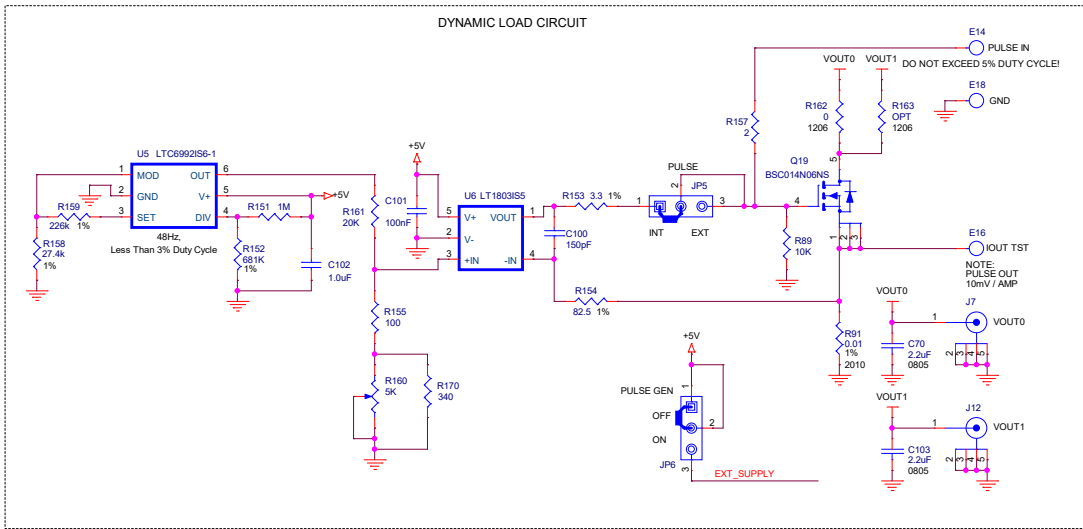 DYNAMIC LOAD CIRCUIT
E14
PULSE IN
DO NOT EXCEED 5% DUTY CYCLE!
VOUT0
VOUT1
E18
GND
R162
0
1206
R163
OPT
1206
R157
2
U5 LTC6992IS6-1
1
MOD
OUT
6
2
GND
V+
5
3
SET
DIV
4
48Hz,
Less Than 3% Duty Cycle
+5V
R159
226k 1%
R158
27.4k
1%
R151 1M
R152
681K
1%
C102
1.0uF
R161
20K
+5V
C101
100nF
U6 LT1803IS5
5
V+
VOUT
1
2
V-
3
+IN
-IN
4
R153 3.3 1%
C100
150pF
PULSE
2
JP5
1
3
INT
EXT
Q19
BSC014N06NS
5
4
1
2
3
R89
10K
E16
IOUT TST
NOTE:
PULSE OUT
10mV / AMP
R154
82.5 1%
R155
100
R160
5K
R170
340
R91
0.01
1%
2010
+5V
1
PULSE GEN
OFF
2
ON
JP6
3
EXT_SUPPLY
VOUT0
J7
1
VOUT0
C70
2.2uF
0805
2
3
4
5
VOUT1
J12
1
VOUT1
C103
2.2uF
0805
2
3
4
5